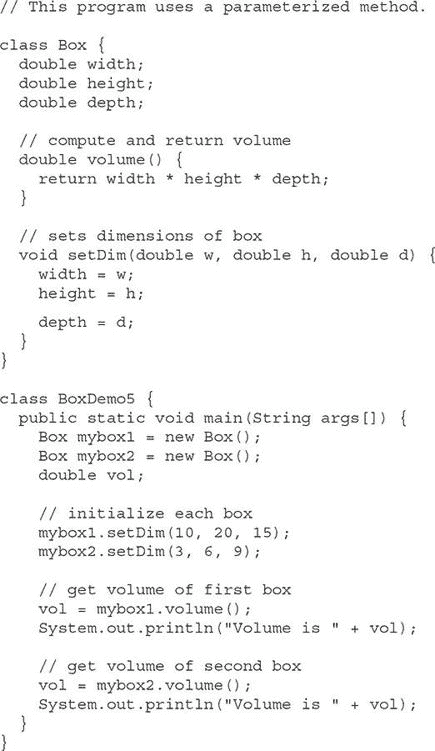 // This program uses a parameterized method.

class Box {
  double width;
  double height;
  double depth;

  // compute and return volume
  double volume() {
    return width * height * depth;
  }

  // sets dimensions of box
  void setDim(double w, double h, double d) {
    width = w;
    height = h;

    depth = d;
  }
}

class BoxDemo5 {
  public static void main(String args[]) {
    Box mybox1 = new Box();
    Box mybox2 = new Box();
    double vol;

    // initialize each box
    mybox1.setDim(10, 20, 15);
    mybox2.setDim(3, 6, 9);

    // get volume of first box
    vol = mybox1.volume();
    System.out.println("Volume is " + vol);

    // get volume of second box
    vol = mybox2.volume();
    System.out.println("Volume is " + vol);
  }
}